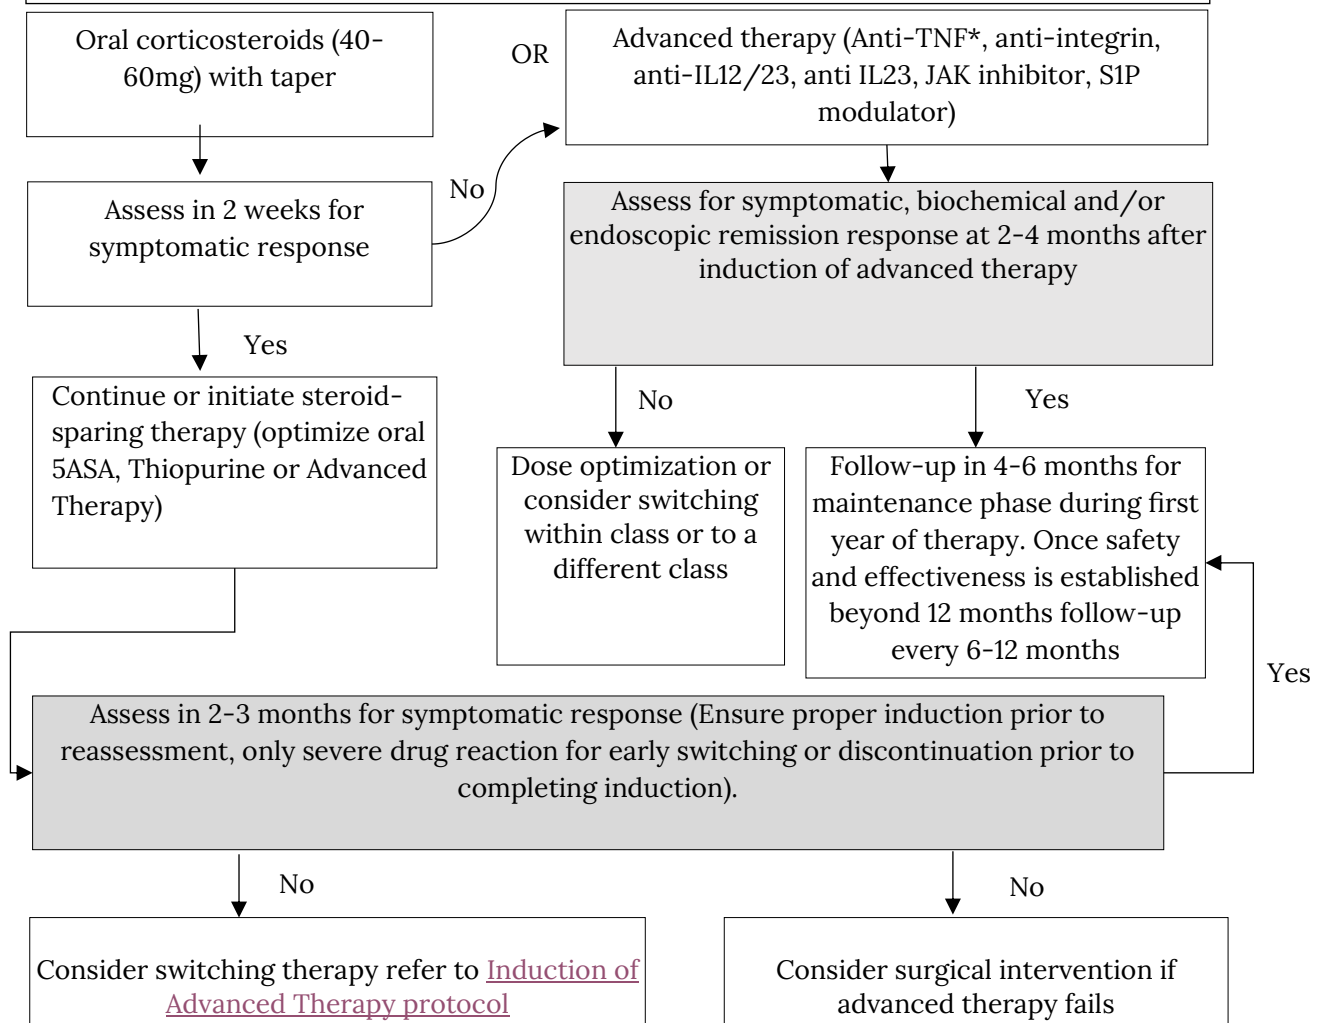 Oral corticosteroids (40-
60mg) with taper
OR
Advanced therapy (Anti-TNF*, anti-integrin,
anti-IL12/23, anti IL23, JAK inhibitor, S1P
modulator)
Assess in 2 weeks for
symptomatic response
No
Assess for symptomatic, biochemical and/or
endoscopic remission response at 2-4 months after
induction of advanced therapy
Yes
Continue or initiate steroid-
sparing therapy (optimize oral
5ASA, Thiopurine or Advanced
Therapy)
No
Yes
Dose optimization or
consider switching
within class or to a
different class
Follow-up in 4-6 months for
maintenance phase during first
year of therapy. Once safety
and effectiveness is established
beyond 12 months follow-up
every 6-12 months
Yes
Assess in 2-3 months for symptomatic response (Ensure proper induction prior to
reassessment, only severe drug reaction for early switching or discontinuation prior to
completing induction).
No
No
Consider switching therapy refer to Induction of
Advanced Therapy protocol
Consider surgical intervention if
advanced therapy fails